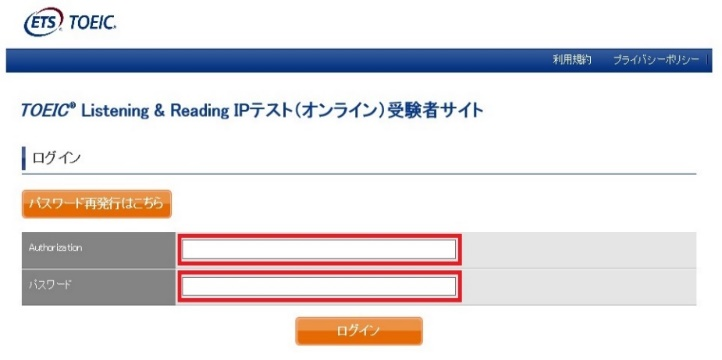 ETS TOEIC.
利用規約 プライバシーポリシー
TOEIC® Listening & Reading IPテスト（オンライン）受験者サイト
ログイン
パスワード再発行はこちら
Authorization
パスワード
ログイン